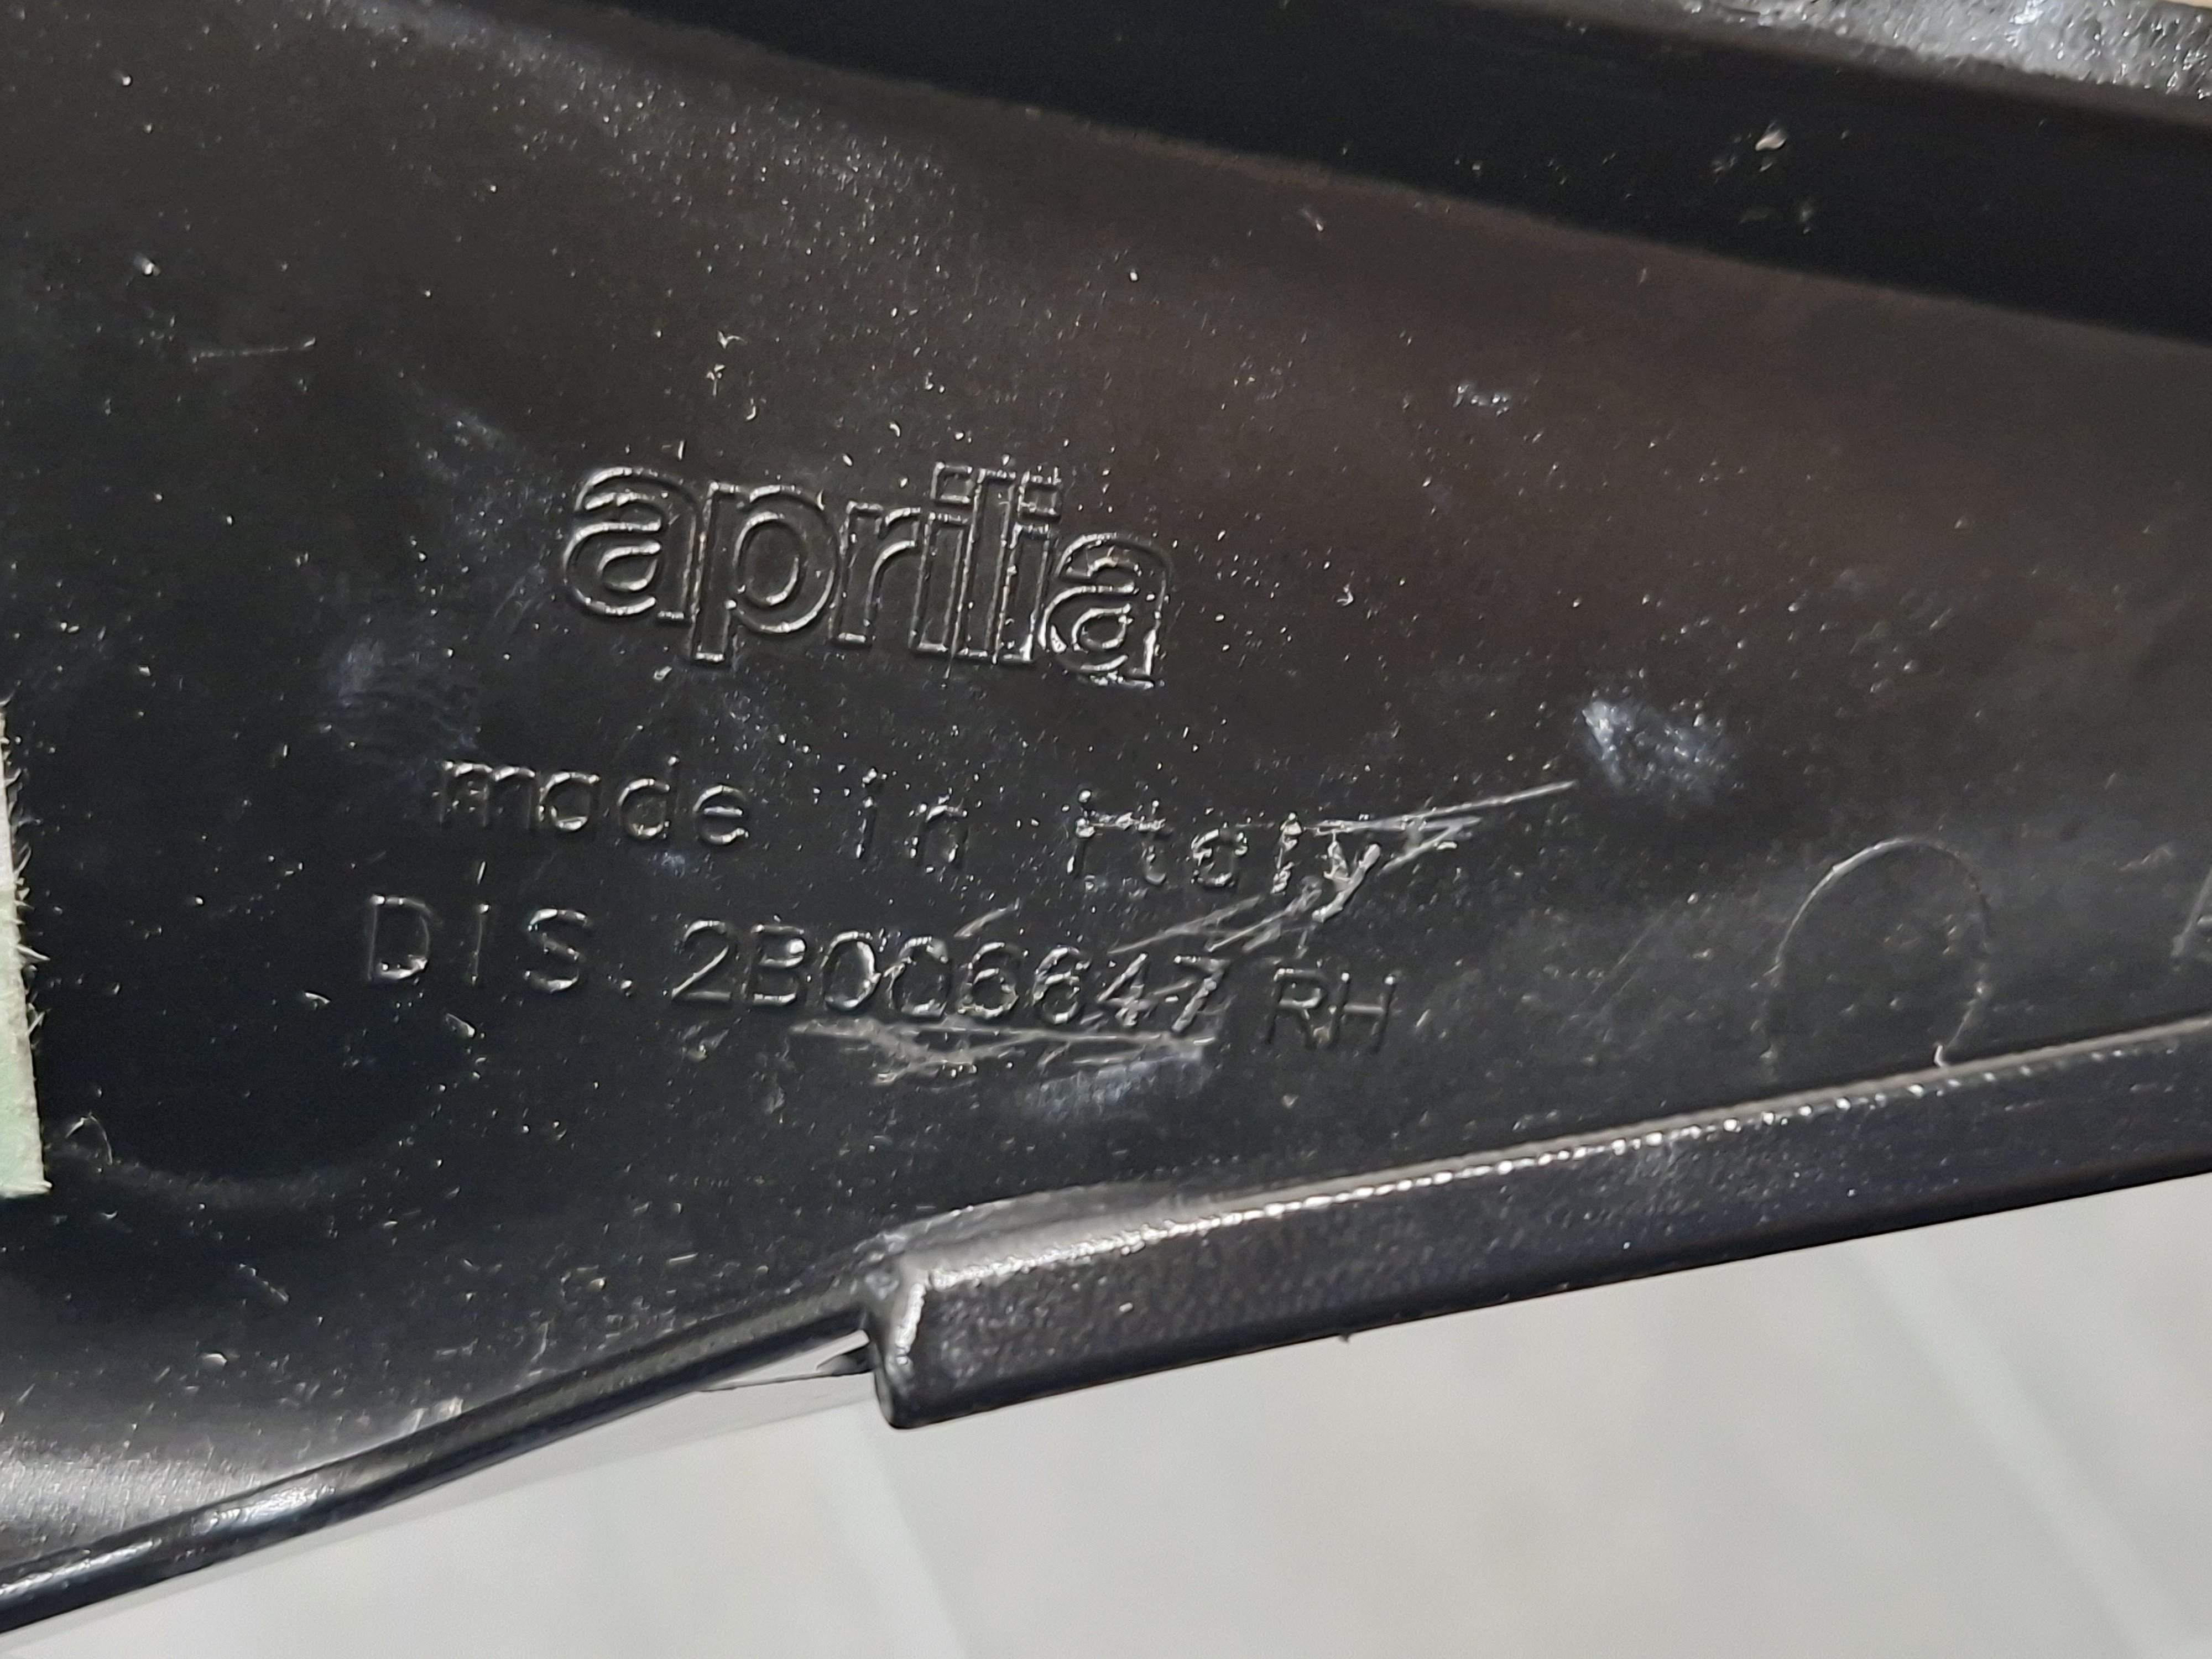 aprilia
made in italy
DIS. 2B006647 RH